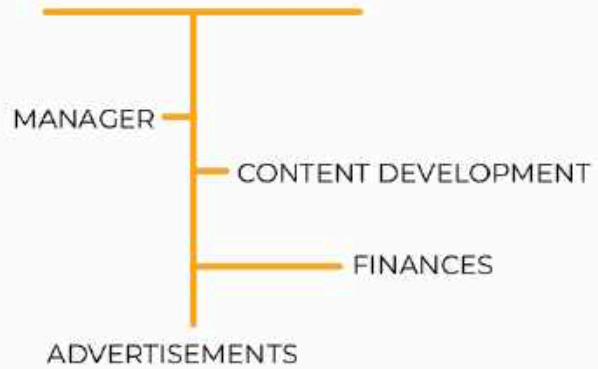 MANAGER
CONTENT DEVELOPMENT
FINANCES
ADVERTISEMENTS